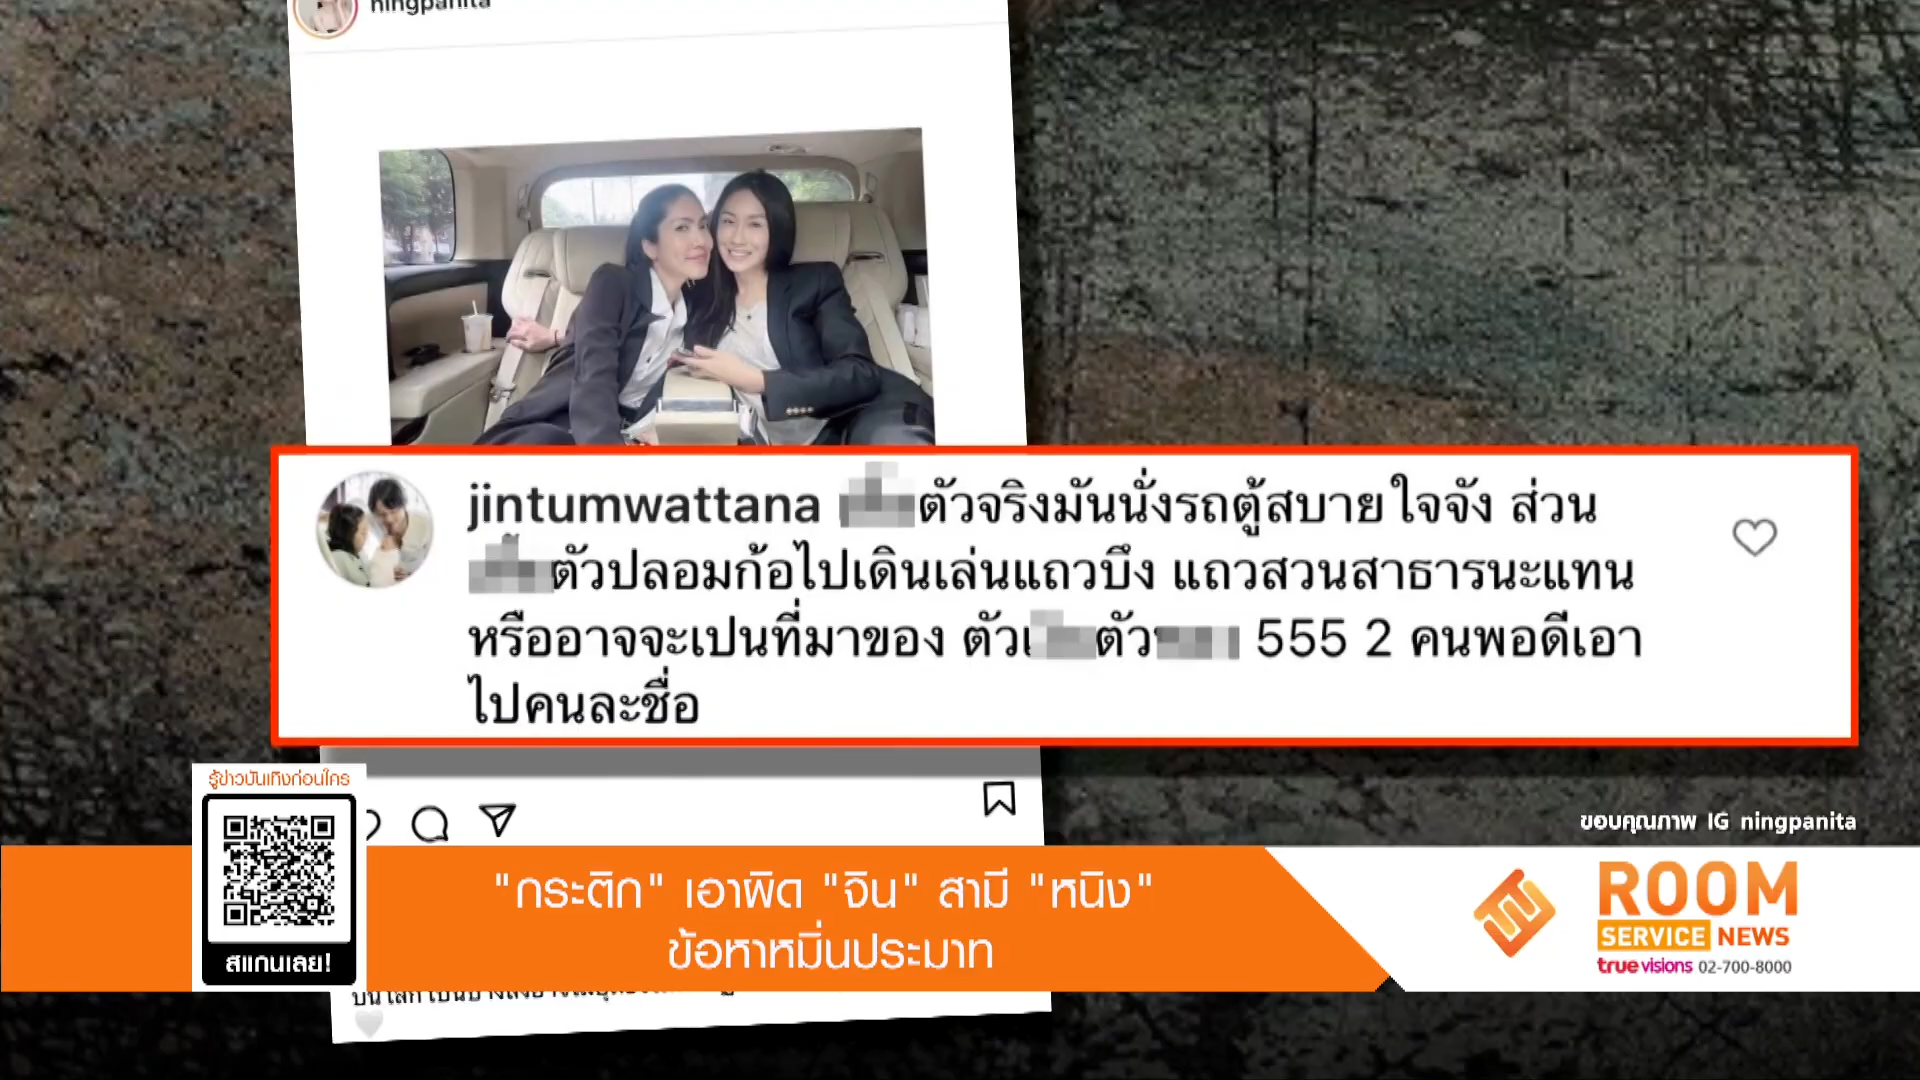 ningpanita
jintumwattana ตัวจริงมันนั่งรถตู้สบายใจจัง ส่วน
ตัวปลอมก้อไปเดินเล่นแถวบึง แถวสวนสาธารนะแทน
หรืออาจจะเปนที่มาของ ตัวเ ตัว 555 2 คนพอดีเอา
ไปคนละชื่อ
รู้ข่าวบันเทิงก่อนใคร
สแกนเลย!
ขอบคุณภาพ IG ningpanita
"กระติก" เอาผิด "จิน" สามี "หนิง"
ข้อหาหมิ่นประมาท
ROOM
SERVICE NEWS
truevisions 02-700-8000